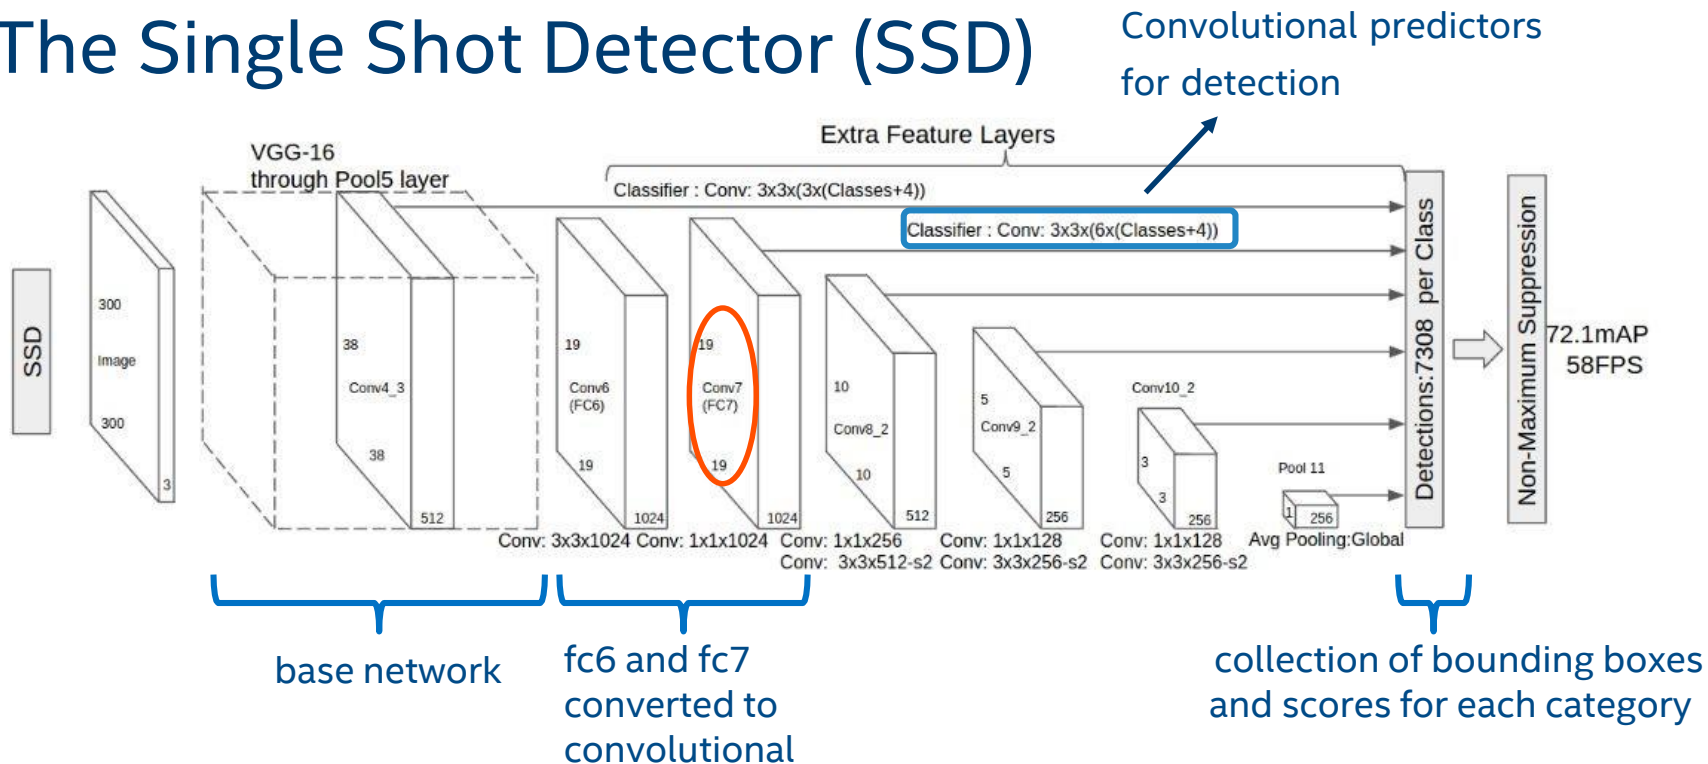 The Single Shot Detector (SSD)
Convolutional predictors
for detection
Extra Feature Layers
VGG-16
through Pool5 layer
Classifier : Conv: 3x3x(3x(Classes+4))
Classifier : Conv: 3x3x(6x(Classes+4))
SSD
300
Image
300
3
38
Conv4_3
38
512
19
Conv6
(FC6)
19
1024
19
Conv7
(FC7)
19
1024
10
Conv8_2
10
512
5
Conv9_2
5
256
Conv10_2
3
3
256
Pool 11
1
256
Detections:7308 per Class
Non-Maximum Suppression
72.1mAP
58FPS
Conv: 3x3x1024
Conv: 1x1x1024
Conv: 1x1x256
Conv: 3x3x512-s2
Conv: 1x1x128
Conv: 3x3x256-s2
Conv: 1x1x128
Conv: 3x3x256-s2
Avg Pooling:Global
base network
fc6 and fc7
converted to
convolutional
collection of bounding boxes
and scores for each category